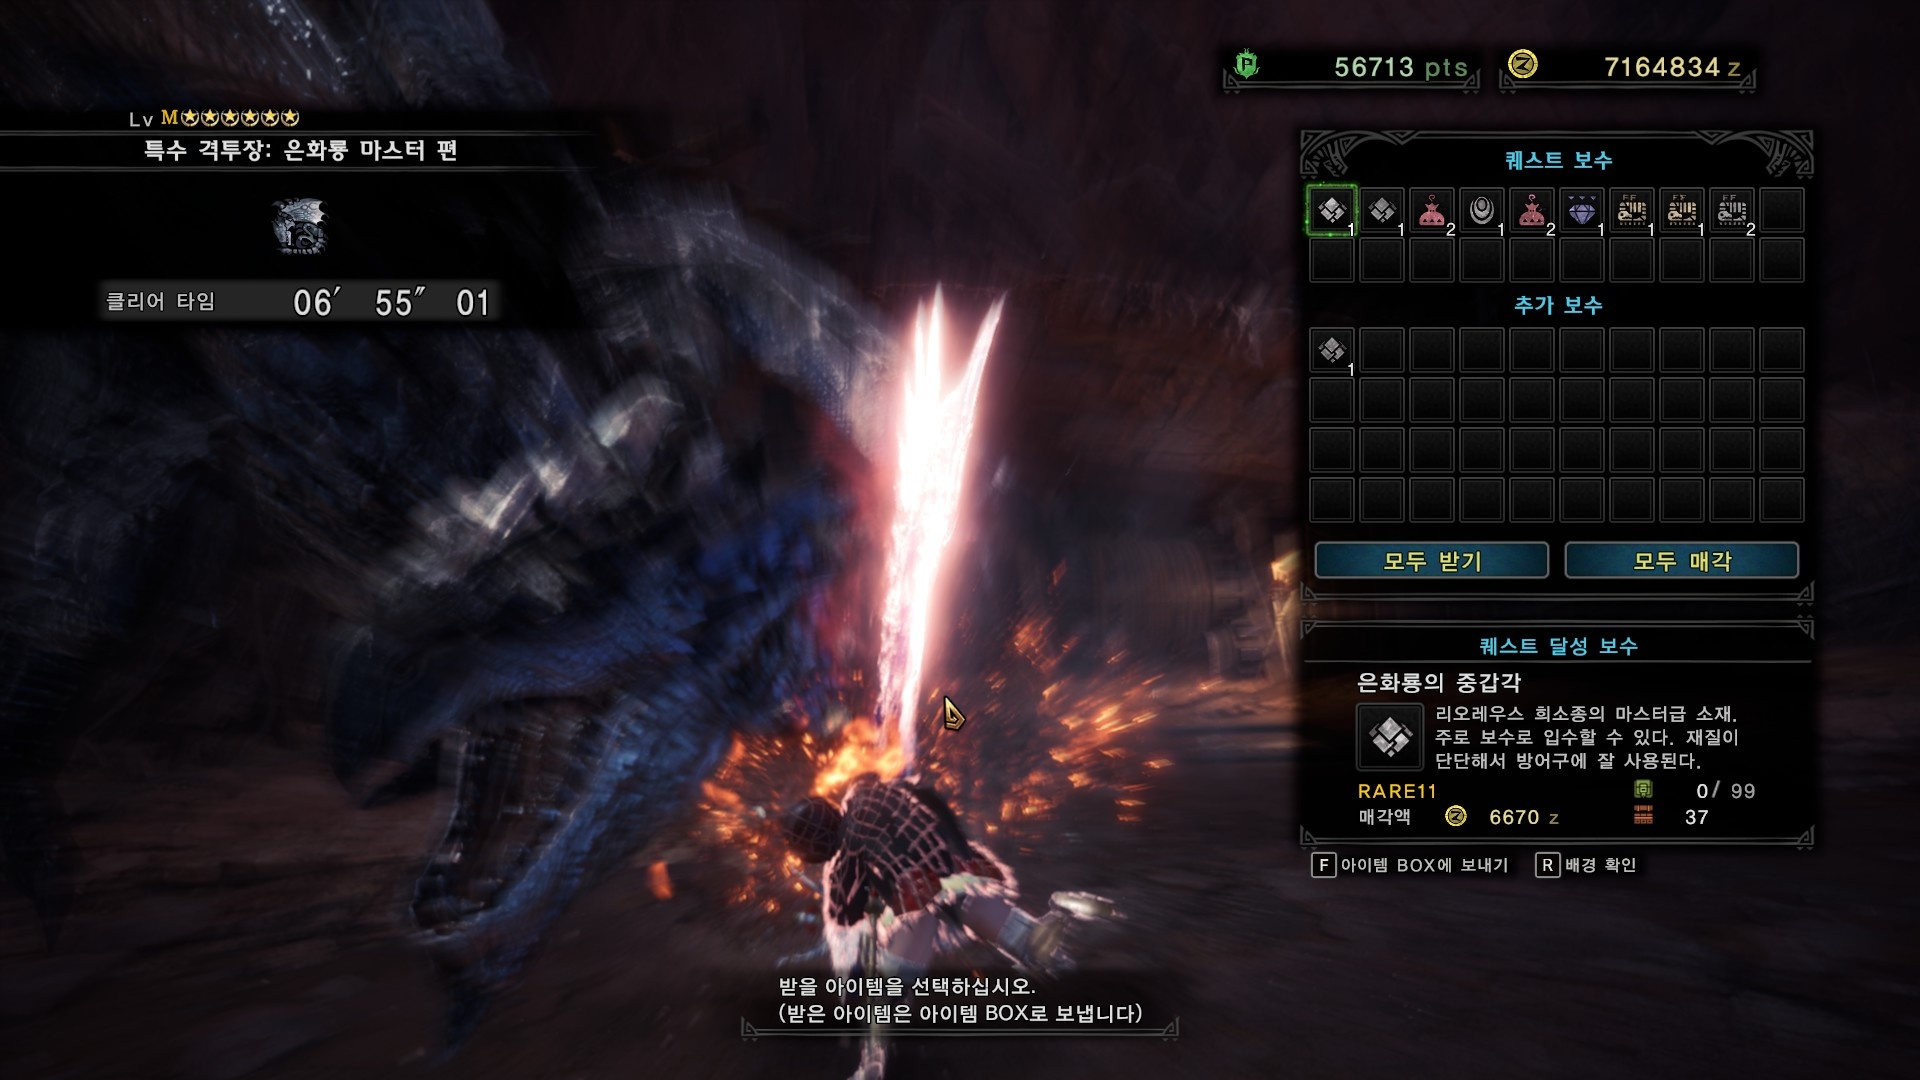 56713 pts
7164834 z
Lv M
특수 격투장: 은화룡 마스터 편
클리어 타임 06′ 55″ 01
퀘스트 보수
1 1 2 1 2 1 1 1 2
추가 보수
1
모두 받기 모두 매각
퀘스트 달성 보수
은화룡의 중갑각
리오레우스 희소종의 마스터급 소재.
주로 보수로 입수할 수 있다. 재질이
단단해서 방어구에 잘 사용된다.
RARE11 0/ 99
매각액 6670 z 37
F 아이템 BOX에 보내기 R 배경 확인
받을 아이템을 선택하십시오.
(받은 아이템은 아이템 BOX로 보냅니다)